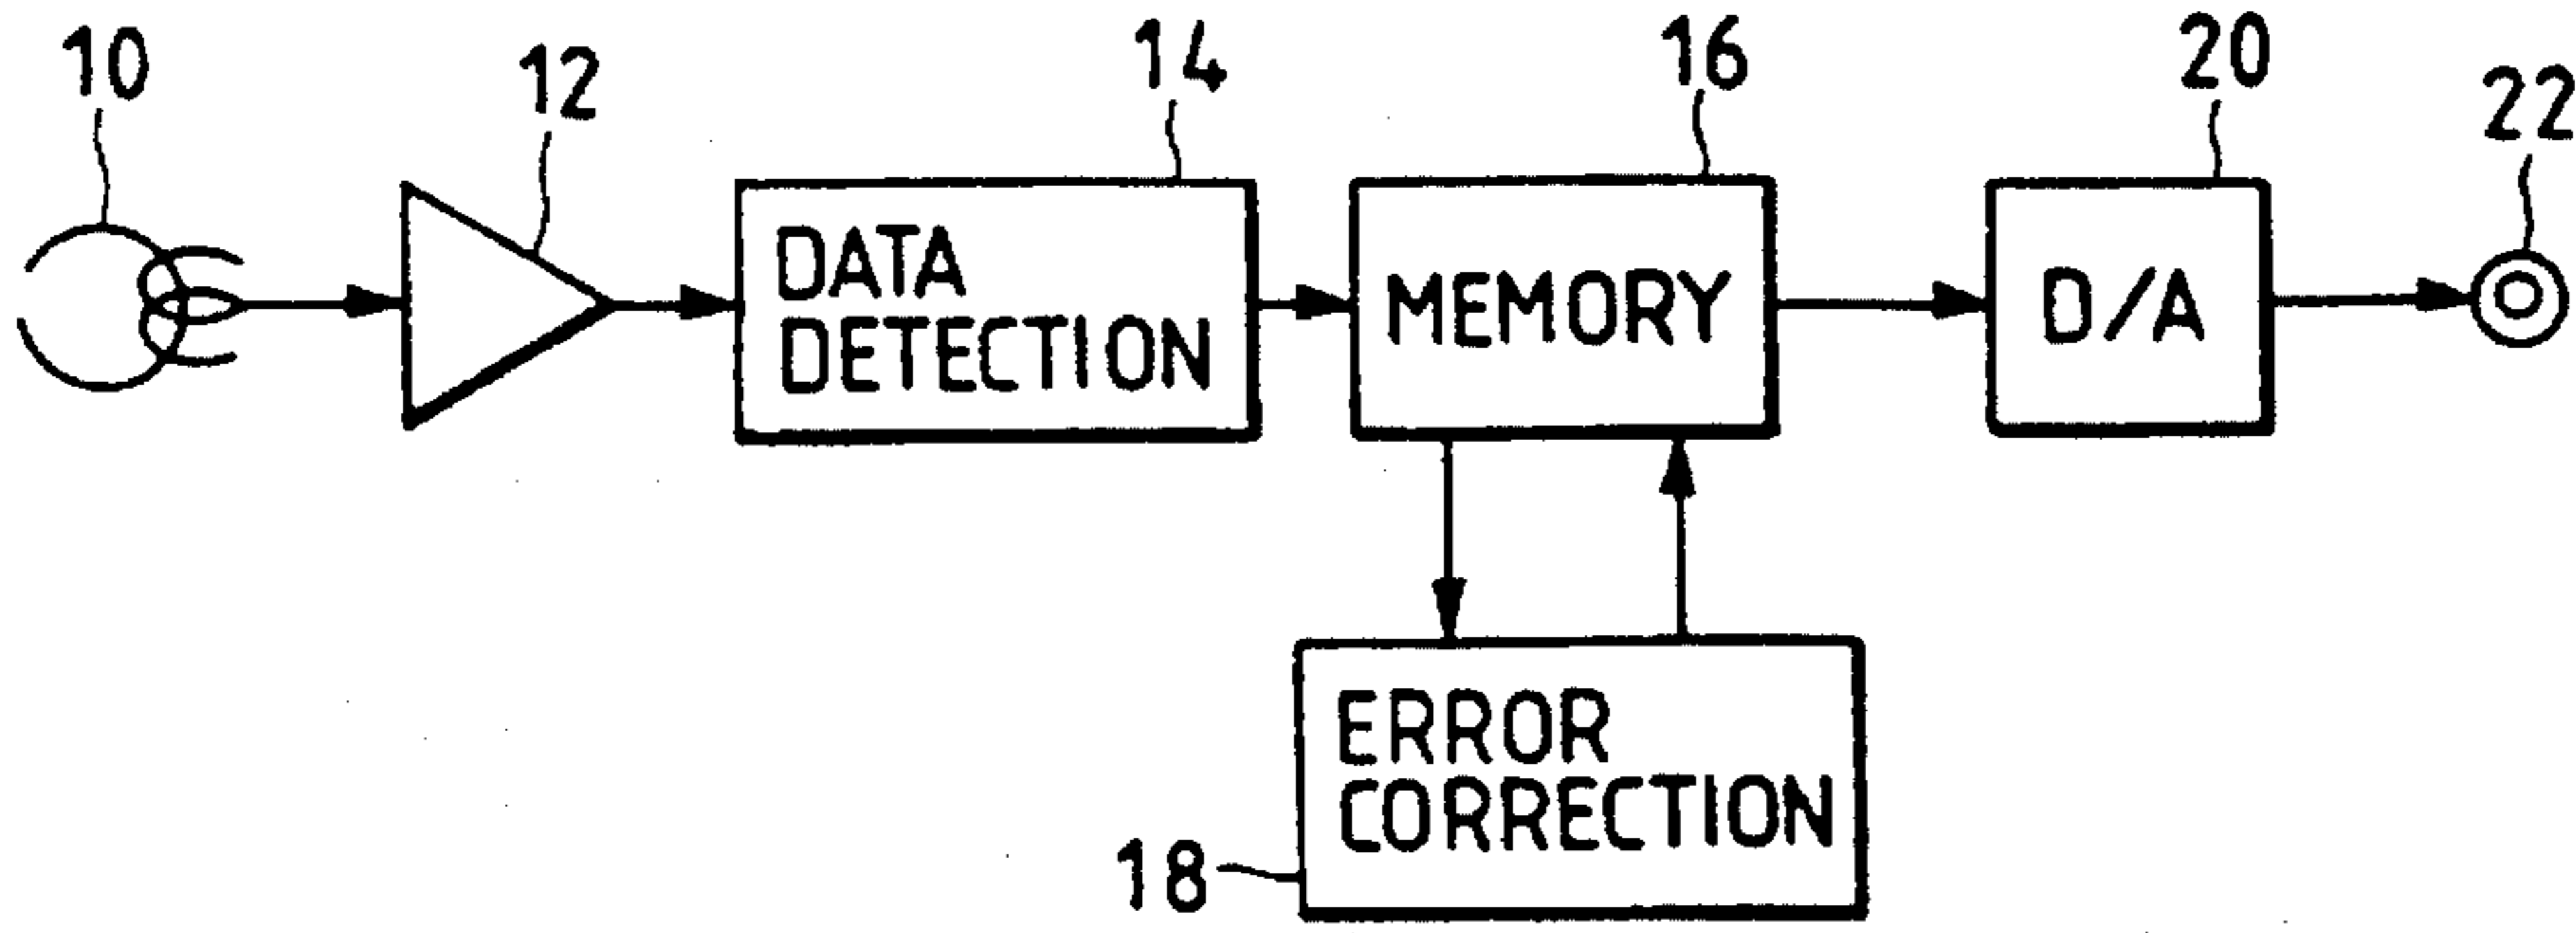 10
12
14
16
20
22
DATA
DETECTION
MEMORY
D/A
ERROR
CORRECTION
18